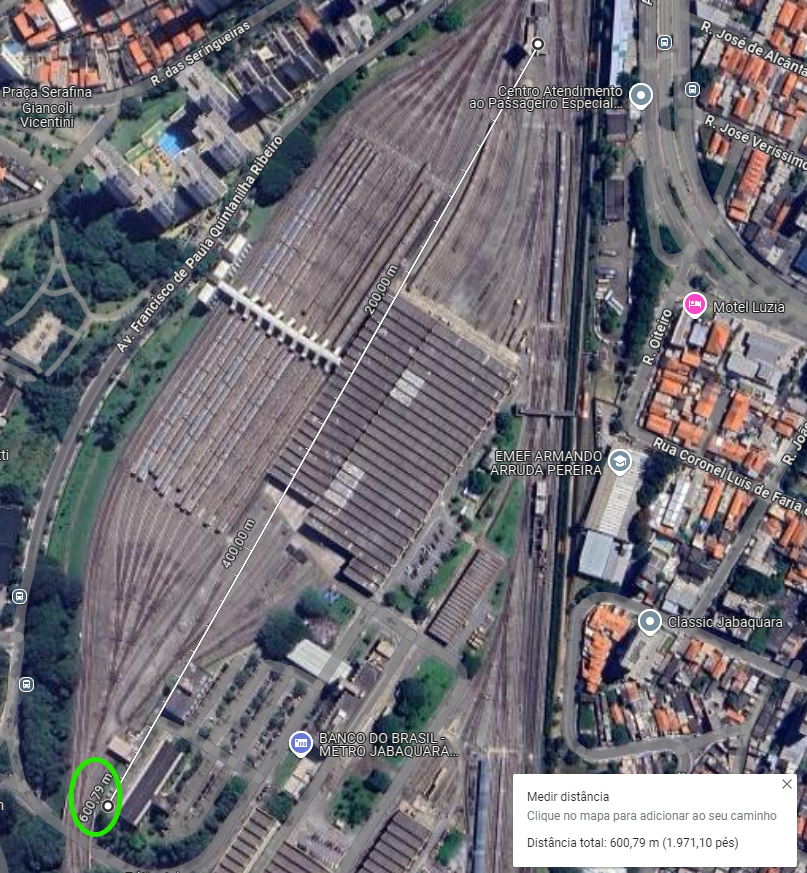 R. das Seringueiras
R. José de Alcânta
Praça Serafina
Giancoli
Vicentini
Centro Atendimento
ao Passageiro Especial...
R. José Veríssimo
Av. Francisco de Paula Quintanilha Ribeiro
200,00 m
Motel Luzia
R. Oiteiro
R. Joã
tti
EMEF ARMANDO
ARRUDA PEREIRA
Rua Coronel Luís de Faria
400,00 m
Classic Jabaquara
BANCO DO BRASIL -
METRO JABAQUARA...
600,79 m
Medir distância
Clique no mapa para adicionar ao seu caminho
Distância total: 600,79 m (1.971,10 pés)